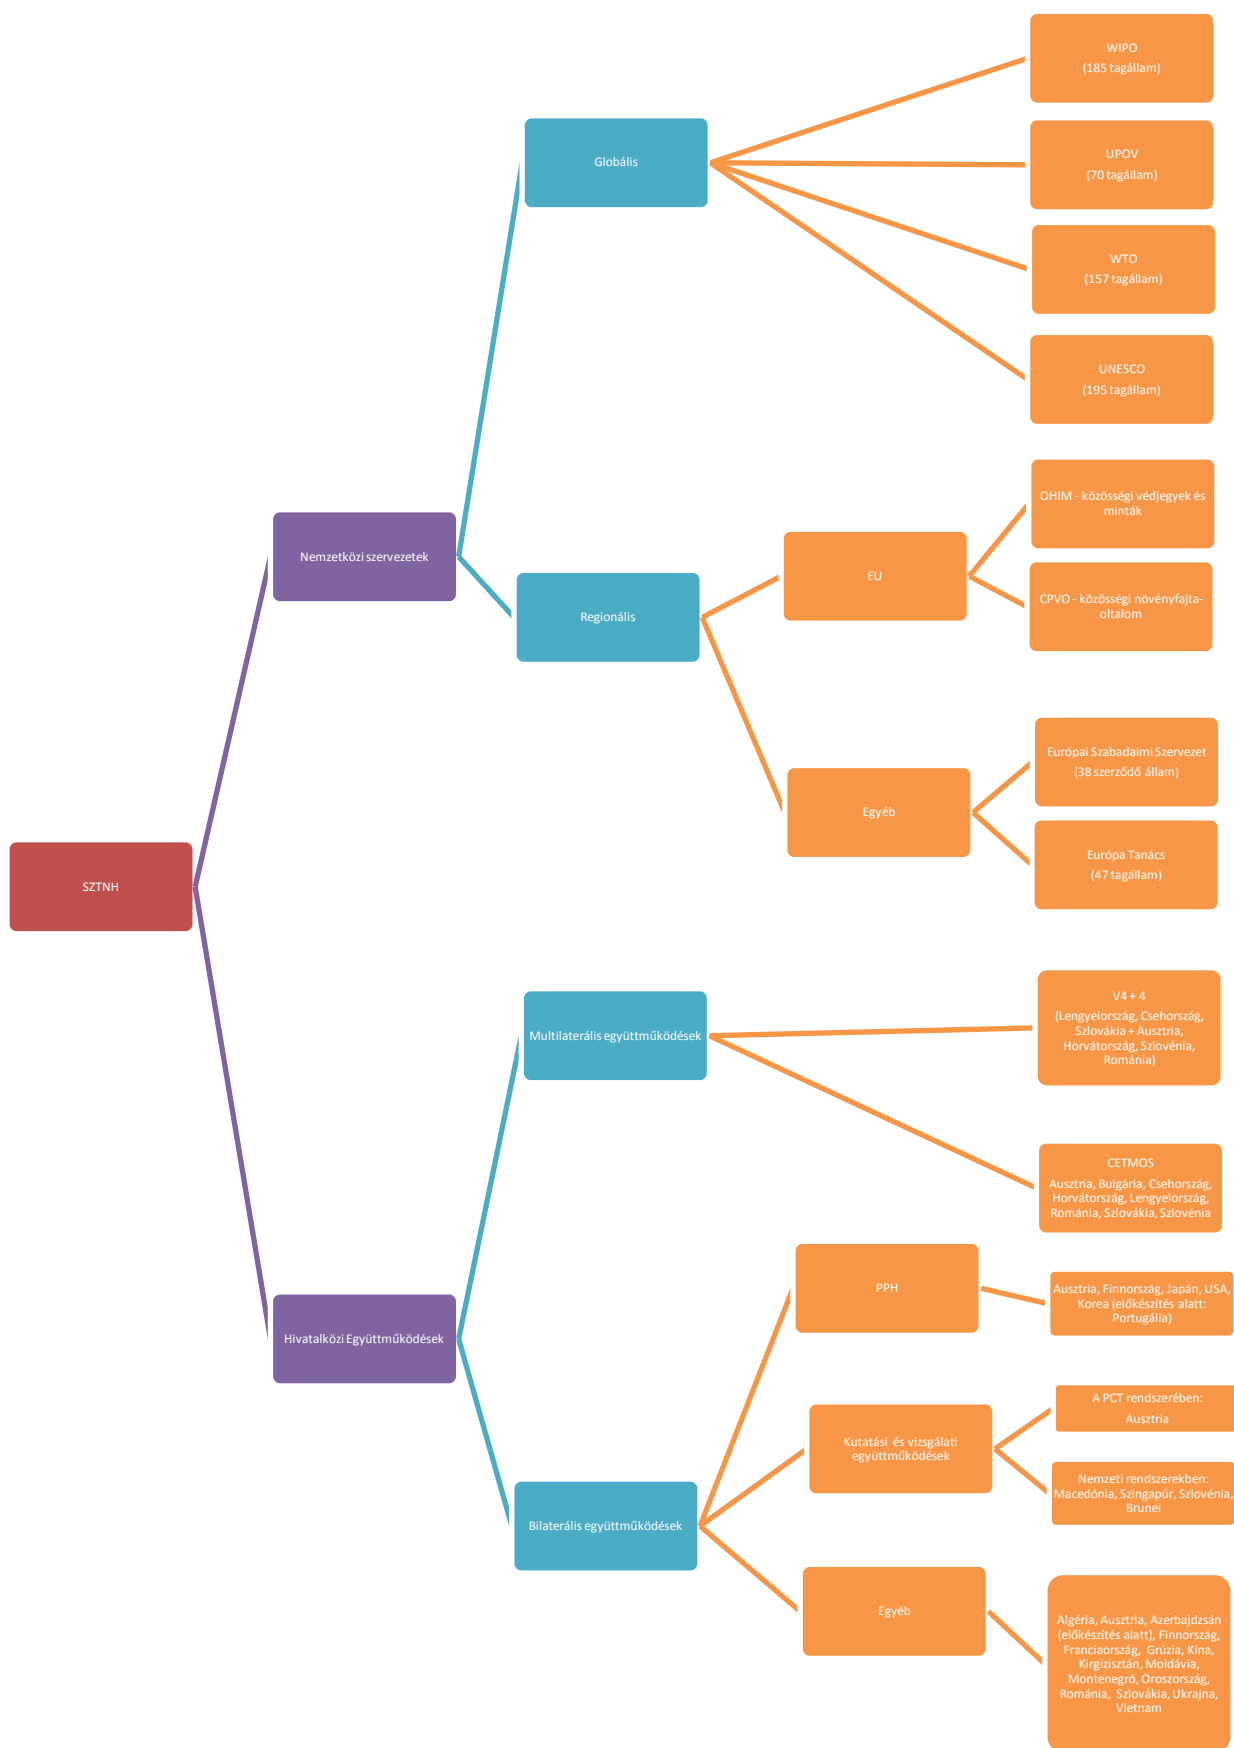 SZTNH
Nemzetközi szervezetek
Globális
WIPO
(185 tagállam)
UPOV
(70 tagállam)
WTO
(157 tagállam)
UNESCO
(195 tagállam)
Regionális
EU
OHIM - közösségi védjegyek és
minták
CPVO - közösségi növényfajta-
oltalom
Egyéb
Európai Szabadalmi Szervezet
(38 szerződő állam)
Európa Tanács
(47 tagállam)
Hivatalközi Együttműködések
Multilaterális együttműködések
V4 + 4
(Lengyelország, Csehország,
Szlovákia + Ausztria,
Horvátország, Szlovénia,
Románia)
CETMOS
Ausztria, Bulgária, Csehország,
Horvátország, Lengyelország,
Románia, Szlovákia, Szlovénia
Bilaterális együttműködések
PPH
Ausztria, Finnország, Japán, USA,
Korea (előkészítés alatt:
Portugália)
Kutatási és vizsgálati
együttműködések
A PCT rendszerében:
Ausztria
Nemzeti rendszerekben:
Macedónia, Szingapúr, Szlovénia,
Brunei
Egyéb
Algéria, Ausztria, Azerbajdzsán
(előkészítés alatt), Finnország,
Franciaország, Grúzia, Kína,
Kirgizisztán, Moldávia,
Montenegró, Oroszország,
Románia, Szlovákia, Ukrajna,
Vietnam